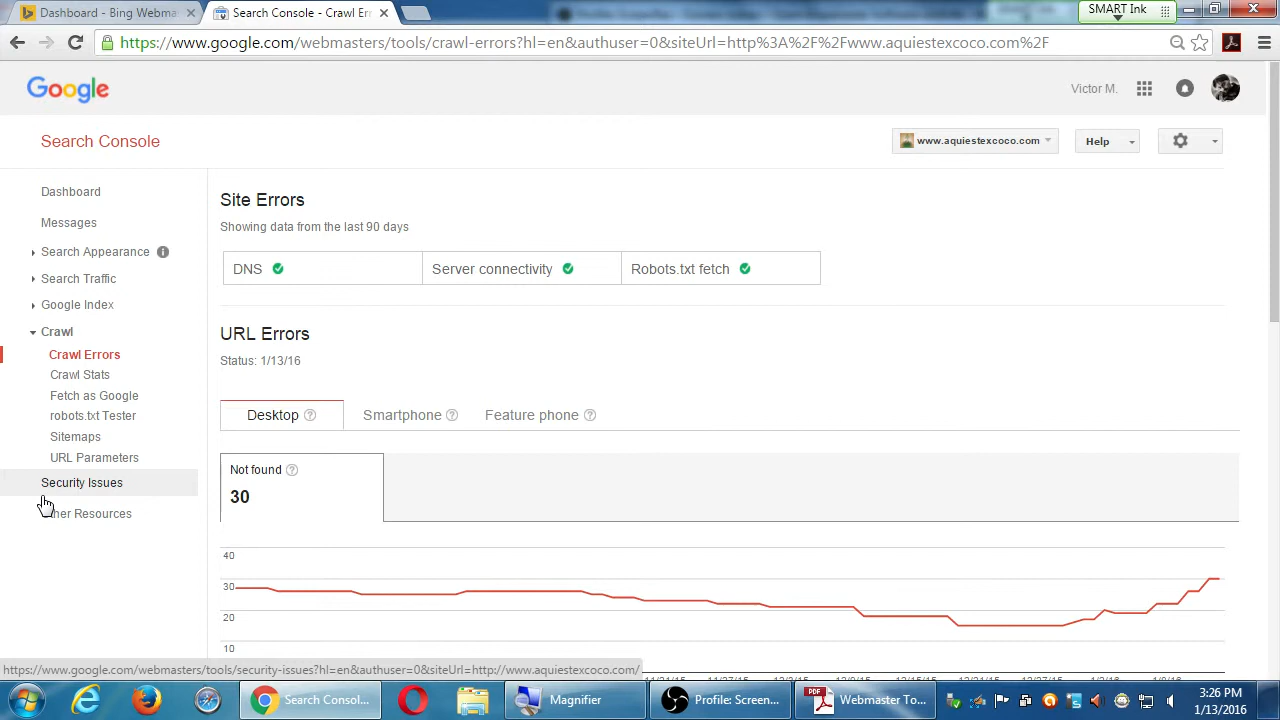 Dashboard - Bing Webma
Search Console - Crawl Err
SMART Ink
https://www.google.com/webmasters/tools/crawl-errors?hl=en&authuser=0&siteUrl=http%3A%2F%2Fwww.aquiestexcoco.com%2F
Google
Victor M.
Search Console
www.aquiestexcoco.com
Help
Dashboard
Messages
Search Appearance
Search Traffic
Google Index
Crawl
Crawl Errors
Crawl Stats
Fetch as Google
robots.txt Tester
Sitemaps
URL Parameters
Security Issues
Other Resources
Site Errors
Showing data from the last 90 days
DNS
Server connectivity
Robots.txt fetch
URL Errors
Status: 1/13/16
Desktop
Smartphone
Feature phone
Not found
30
40
30
20
10
https://www.google.com/webmasters/tools/security-issues?hl=en&authuser=0&siteUrl=http://www.aquiestexcoco.com/
Search Consol...
Magnifier
Profile: Screen...
PDF
Webmaster To...
3:26 PM
1/13/2016